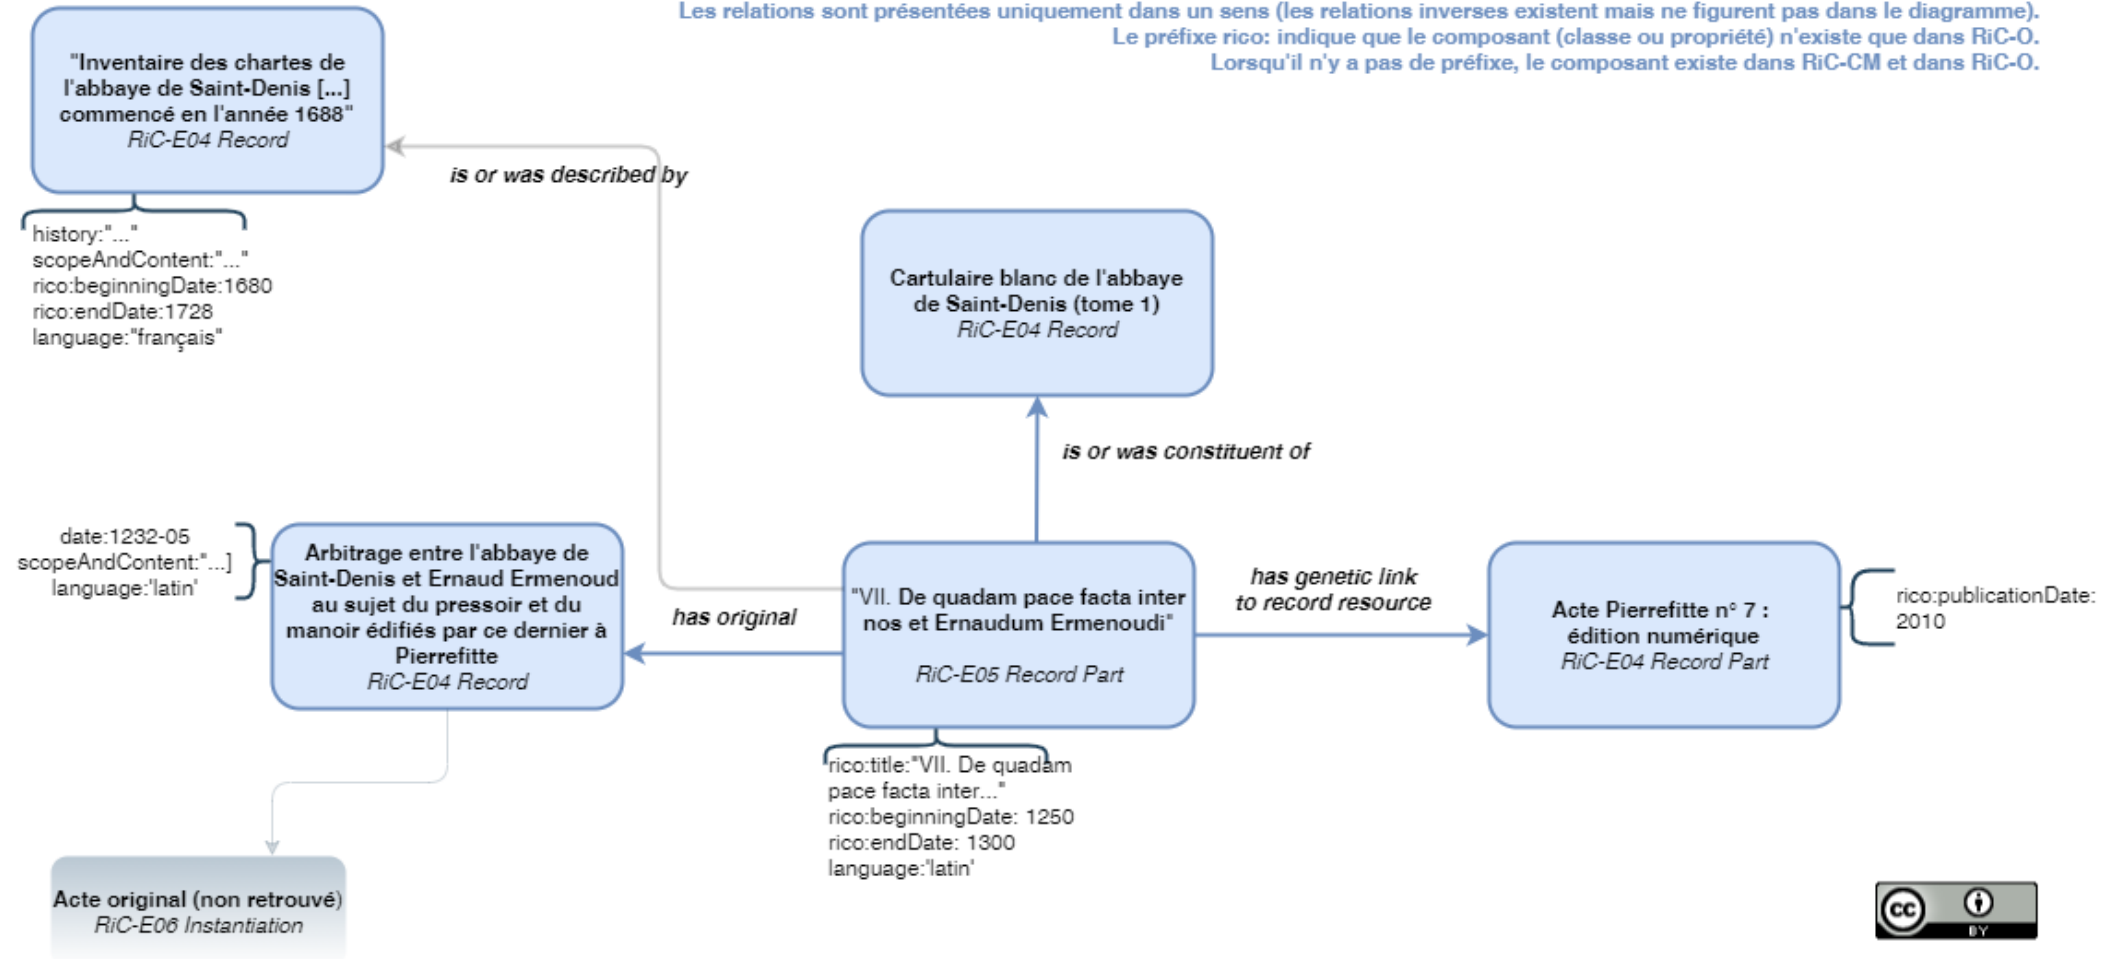 Les relations sont présentées uniquement dans un sens (les relations inverses existent mais ne figurent pas dans le diagramme).
Le préfixe rico: indique que le composant (classe ou propriété) n'existe que dans RiC-O.
Lorsqu'il n'y a pas de préfixe, le composant existe dans RiC-CM et dans RiC-O.
"Inventaire des chartes de
l'abbaye de Saint-Denis [...]
commencé en l'année 1688"
RiC-E04 Record
is or was described by
history:"..."
scopeAndContent:"..."
rico:beginningDate:1680
rico:endDate:1728
language:"français"
Cartulaire blanc de l'abbaye
de Saint-Denis (tome 1)
RiC-E04 Record
is or was constituent of
date:1232-05
scopeAndContent:"...]
language:'latin'
Arbitrage entre l'abbaye de
Saint-Denis et Ernaud Ermenoud
au sujet du pressoir et du
manoir édifiés par ce dernier à
Pierrefitte
RiC-E04 Record
has original
"VII. De quadam pace facta inter
nos et Ernaudum Ermenoudi"
RiC-E05 Record Part
has genetic link
to record resource
Acte Pierrefitte n° 7 :
édition numérique
RiC-E04 Record Part
rico:publicationDate:
2010
rico:title:"VII. De quadam
pace facta inter..."
rico:beginningDate: 1250
rico:endDate: 1300
language:'latin'
Acte original (non retrouvé)
RiC-E06 Instantiation
cc
BY